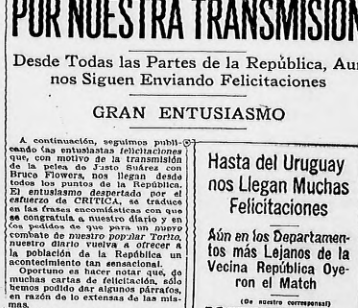 POR NUESTRA TRANSMISIÓN
Desde Todas las Partes de la República, Aun
nos Siguen Enviando Felicitaciones
GRAN ENTUSIASMO
A continuación, seguimos publi-
cando las entusiastas felicitaciones
que, con motivo de la transmisión
de la pelea de Justo Suárez con
Bruce Flowers, nos llegan desde
todos los puntos de la República.
El entusiasmo despertado por el
esfuerzo de CRITICA, se traduce
en las frases encomiásticas con que
se congratula a nuestro diario y en
los pedidos de que para un nuevo
combate de nuestro popular Torito,
nuestro diario vuelva a ofrecer a
la población de la República un
acontecimiento tan sensacional.
Oportuno es hacer notar que, de
muchas cartas de felicitación, sólo
hemos podido dar algunos párrafos,
en razón de lo extensas de las mis-
mas.
Hasta del Uruguay
nos Llegan Muchas
Felicitaciones
Aún en los Departamen-
tos más Lejanos de la
Vecina República Oye-
ron el Match
(De nuestro corresponsal)